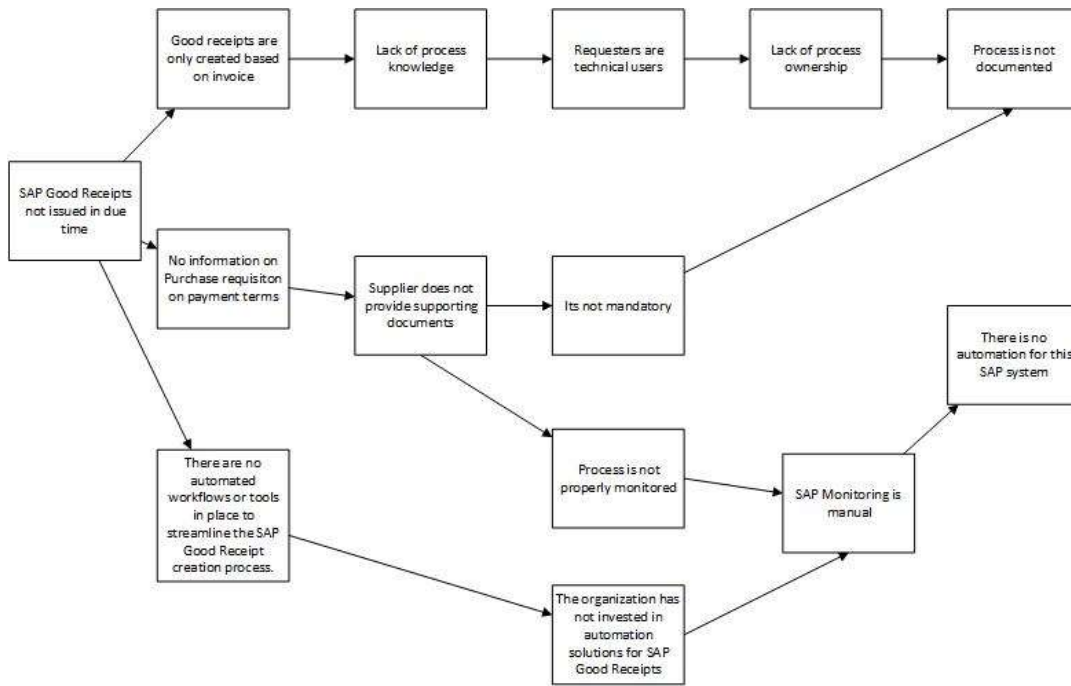 Good receipts are
only created based
on invoice
Lack of process
knowledge
Requesters are
technical users
Lack of process
ownership
Process is not
documented
SAP Good Receipts
not issued in due
time
No information on
Purchase requisiton
on payment terms
Supplier does not
provide supporting
documents
Its not mandatory
There is no
automation for this
SAP system
There are no
automated
workflows or tools
in place to
streamline the SAP
Good Receipt
creation process.
Process is not
properly monitored
SAP Monitoring is
manual
The organization has
not invested in
automation
solutions for SAP
Good Receipts